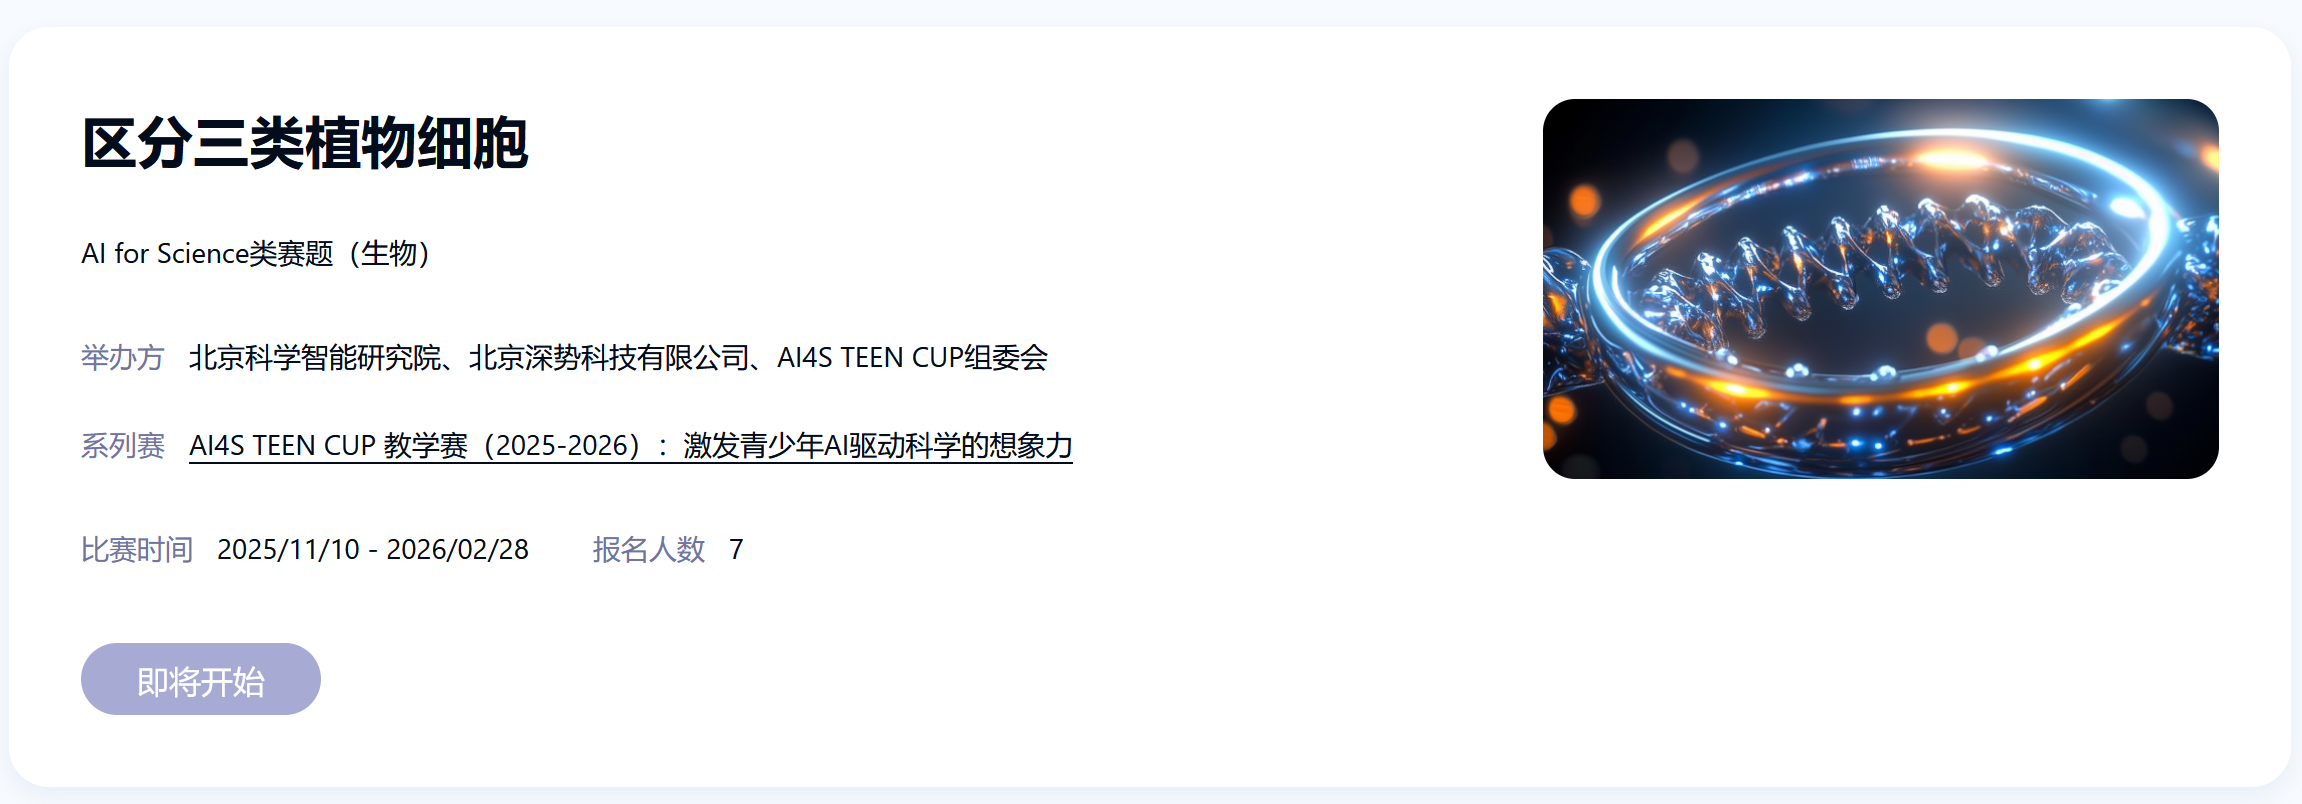 区分三类植物细胞
AI for Science类赛题（生物）
举办方 北京科学智能研究院、北京深势科技有限公司、AI4S TEEN CUP组委会
系列赛 AI4S TEEN CUP 教学赛（2025-2026）：激发青少年AI驱动科学的想象力
比赛时间 2025/11/10 - 2026/02/28 报名人数 7
即将开始